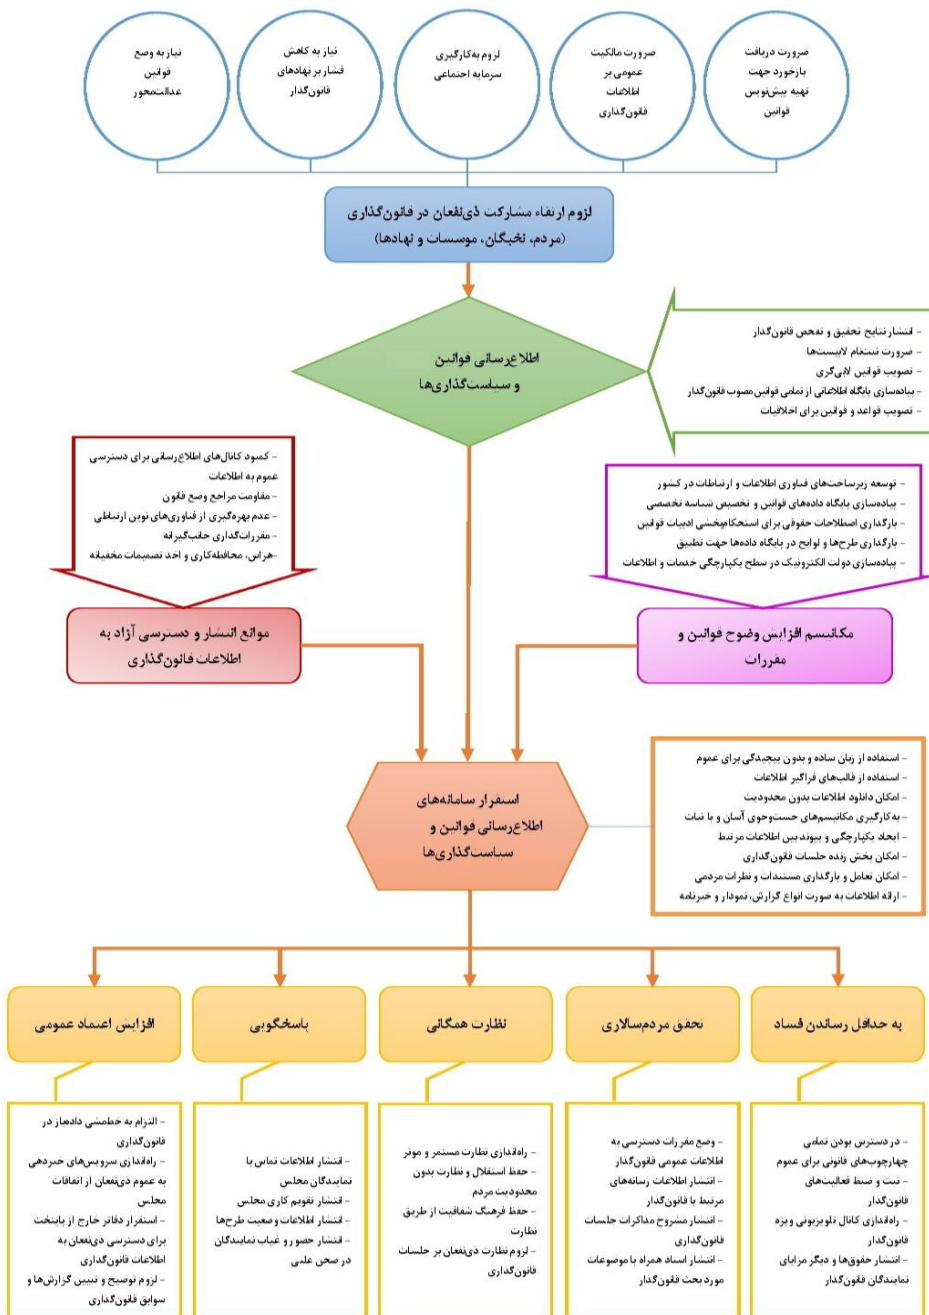 ضرورت دریافت
بازخورد جهت
تهیه پیش‌نویس
قوانین
ضرورت مالکیت
عمومی بر
اطلاعات
قانون‌گذاری
لزوم به‌کارگیری
سرمایه اجتماعی
نیاز به کاهش
فشار بر نهادهای
قانون‌گذار
نیاز به وضع
قوانین
عدالت‌محور
لزوم ارتقاء مشارکت ذی‌نفعان در قانون‌گذاری
(مردم، نخبگان، موسسات و نهادها)
اطلاع‌رسانی قوانین
و سیاست‌گذاری‌ها
- انتشار نتایج تحقیق و تفحص قانون‌گذار
- ضرورت ثبت‌نام لابیست‌ها
- تصویب قوانین لابی‌گری
- پیاده‌سازی پایگاه اطلاعاتی از تمامی قوانین مصوب قانون‌گذار
- تصویب قواعد و قوانین برای اخلاقیات
- توسعه زیرساخت‌های فناوری اطلاعات و ارتباطات در کشور
- پیاده‌سازی پایگاه داده‌های قوانین و تخصیص شناسه تخصصی
- بارگذاری اصطلاحات حقوقی برای استحکام‌بخشی ادبیات قوانین
- بارگذاری طرح‌ها و لوایح در پایگاه داده‌ها جهت تطبیق
- پیاده‌سازی دولت الکترونیک در سطح یکپارچگی خدمات و اطلاعات
- کمبود کانال‌های اطلاع‌رسانی برای دسترسی
عموم به اطلاعات
- مقاومت مراجع وضع قانون
- عدم بهره‌گیری از فناوری‌های نوین ارتباطی
- مقررات‌گذاری جانب‌گیرانه
-هراس، محافظه‌کاری و اخذ تصمیمات مخفیانه
مکانیسم افزایش وضوح قوانین و
مقررات
موانع انتشار و دسترسی آزاد به
اطلاعات قانون‌گذاری
استقرار سامانه‌های
اطلاع‌رسانی قوانین و
سیاست‌گذاری‌ها
- استفاده از زبان ساده و بدون پیچیدگی برای عموم
- استفاده از قالب‌های فراگیر اطلاعات
- امکان دانلود اطلاعات بدون محدودیت
- به‌کارگیری مکانیسم‌های جست‌وجوی آسان و با ثبات
- ایجاد یکپارچگی و پیوند بین اطلاعات مرتبط
- امکان پخش زنده جلسات قانون‌گذاری
- امکان تعامل و بارگذاری مستندات و نظرات مردمی
- ارائه اطلاعات به صورت انواع گزارش، نمودار و خبرنامه
به حداقل رساندن فساد
تحقق مردم‌سالاری
نظارت همگانی
پاسخگویی
افزایش اعتماد عمومی
- در دسترس بودن تمامی
چهارچوب‌های قانونی برای عموم
- ثبت و ضبط فعالیت‌های
قانون‌گذار
- راه‌اندازی کانال تلویزیونی ویژه
قانون‌گذار
- انتشار حقوق‌ها و دیگر مزایای
نمایندگان قانون‌گذار
- وضع مقررات دسترسی به
اطلاعات عمومی قانون‌گذار
- انتشار اطلاعات رسانه‌های
مرتبط با قانون‌گذار
- انتشار مشروح مذاکرات جلسات
قانون‌گذاری
- انتشار اسناد همراه با موضوعات
مورد بحث قانون‌گذار
- راه‌اندازی نظارت مستمر و موثر
- حفظ استقلال و نظارت بدون
محدودیت مردم
- حفظ فرهنگ شفافیت از طریق
نظارت
- لزوم نظارت ذی‌نفعان بر جلسات
قانون‌گذاری
- انتشار اطلاعات تماس با
نمایندگان مجلس
- انتشار تقویم کاری مجلس
- انتشار اطلاعات وضعیت طرح‌ها
- انتشار حضور و غیاب نمایندگان
در صحن علنی
- التزام به خط‌مشی داده‌باز در
قانون‌گذاری
- راه‌اندازی سرویس‌های خبردهی
به عموم ذی‌نفعان از اتفاقات
مجلس
- استقرار دفاتر خارج از پایتخت
برای دسترسی ذی‌نفعان به
اطلاعات قانون‌گذاری
- لزوم توضیح و تبیین گزارش‌ها و
سوابق قانون‌گذاری